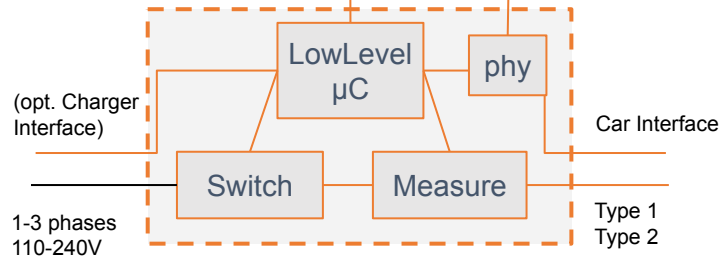 LowLevel
µC
phy
(opt. Charger
Interface)
Car Interface
Switch
Measure
1-3 phases
110-240V
Type 1
Type 2